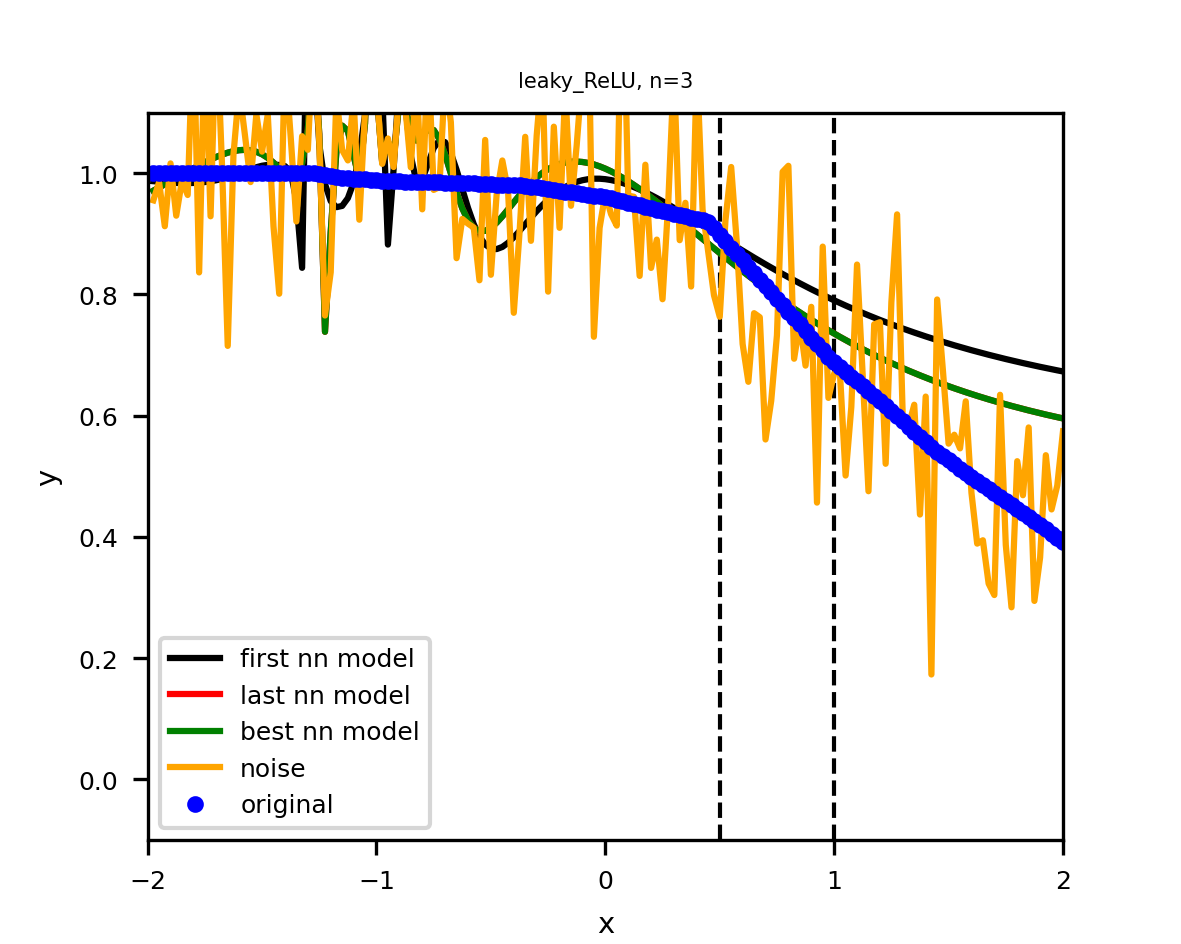 leaky_ReLU, n=3
1.0
0.8
0.6
0.4
0.2
0.0
y
first nn model
last nn model
best nn model
noise
original
−2
−1
0
1
2
x